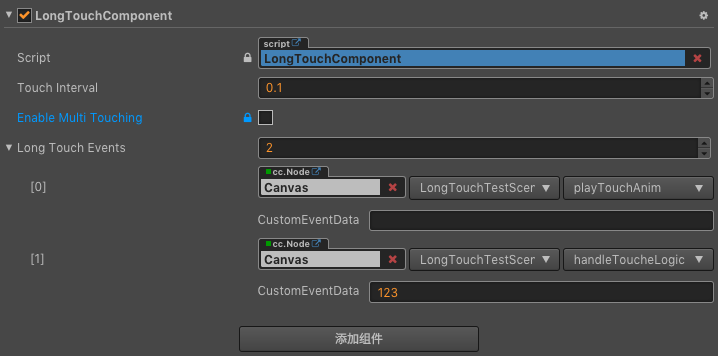 LongTouchComponent
script
Script LongTouchComponent
Touch Interval 0.1
Enable Multi Touching
Long Touch Events 2
cc.Node
[0] Canvas LongTouchTestScer playTouchAnim
CustomEventData
cc.Node
[1] Canvas LongTouchTestScer handleToucheLogic
CustomEventData 123
添加组件